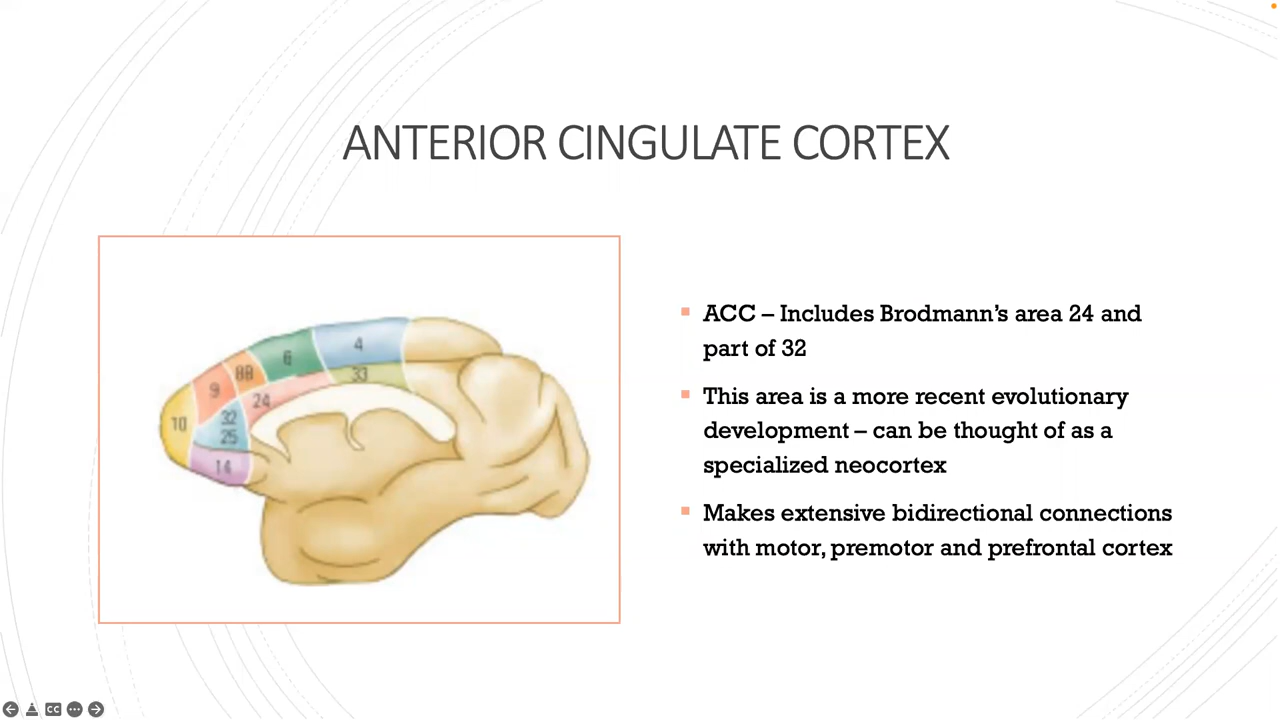 ANTERIOR CINGULATE CORTEX
4
6
8B
33
9
24
10
32
25
14
ACC – Includes Brodmann’s area 24 and
part of 32
This area is a more recent evolutionary
development – can be thought of as a
specialized neocortex
Makes extensive bidirectional connections
with motor, premotor and prefrontal cortex
CC